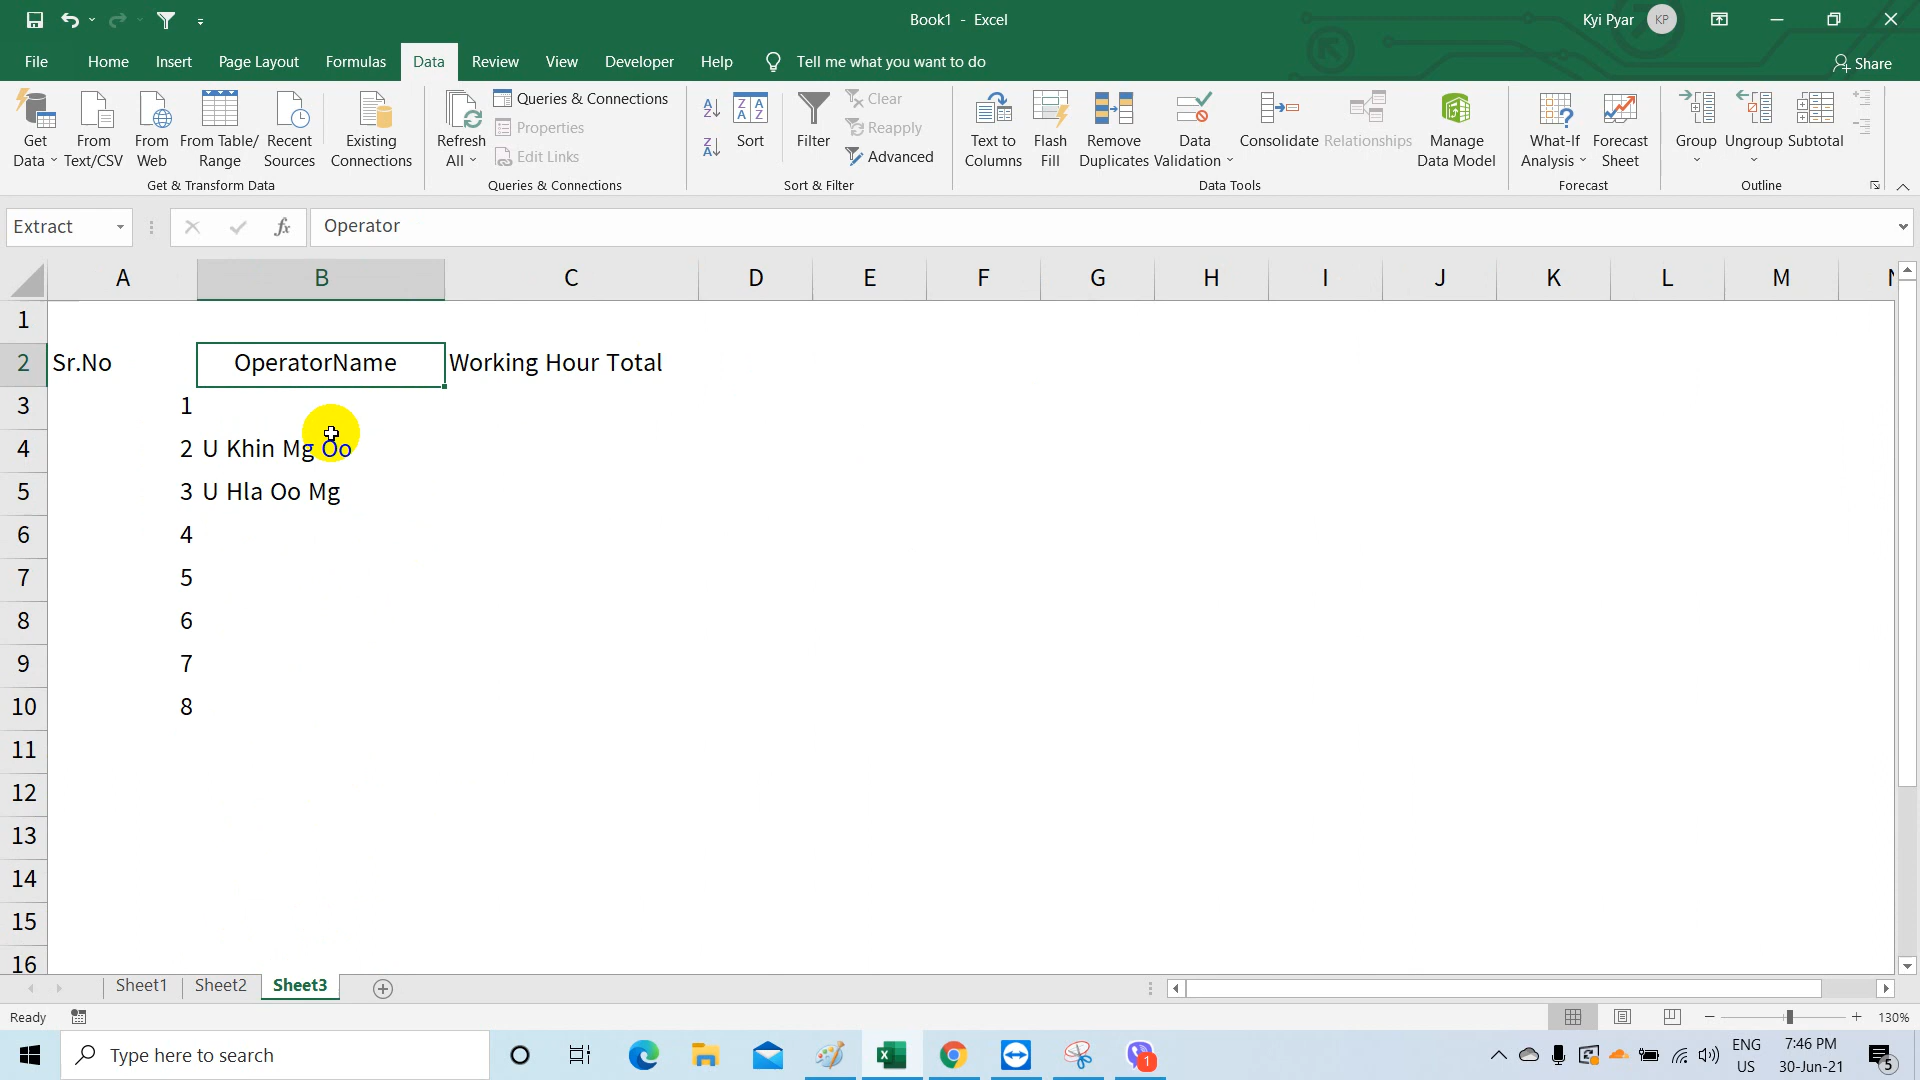 Book1 - Excel
Kyi Pyar
KP
File
Home
Insert
Page Layout
Formulas
Data
Review
View
Developer
Help
Tell me what you want to do
Share
Get Data
From Text/CSV
From Web
From Table/ Range
Recent Sources
Existing Connections
Get & Transform Data
Refresh All
Queries & Connections
Properties
Edit Links
Queries & Connections
Sort
Filter
Clear
Reapply
Advanced
Sort & Filter
Text to Columns
Flash Fill
Remove Duplicates
Data Validation
Consolidate
Relationships
Manage Data Model
Data Tools
What-If Analysis
Forecast Sheet
Forecast
Group
Ungroup
Subtotal
Outline
Extract
fx
Operator
A B C D E F G H I J K L M
1
2 Sr.No OperatorName Working Hour Total
3 1
4 2 U Khin Mg Oo
5 3 U Hla Oo Mg
6 4
7 5
8 6
9 7
10 8
11
12
13
14
15
16
Sheet1
Sheet2
Sheet3
Ready
130%
Type here to search
1
ENG
US
7:46 PM
30-Jun-21
5